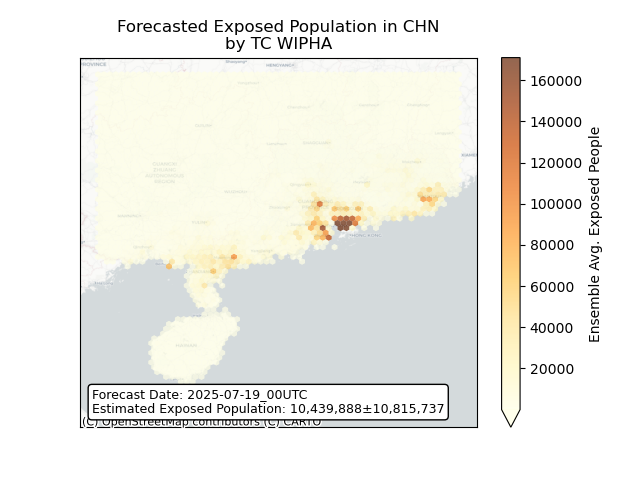 Forecasted Exposed Population in CHN
by TC WIPHA
160000
140000
120000
100000
80000
60000
40000
20000
Ensemble Avg. Exposed People
Forecast Date: 2025-07-19_00UTC
Estimated Exposed Population: 10,439,888±10,815,737
(C) OpenStreetMap contributors (C) CARTO